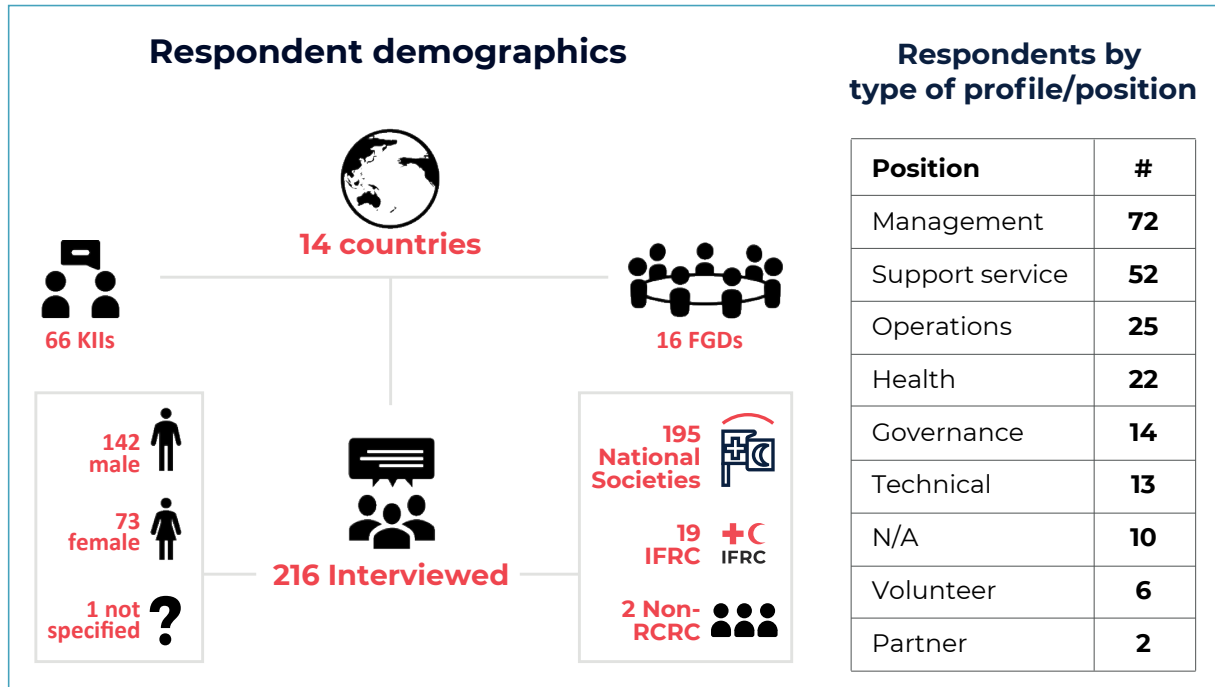 Respondent demographics
14 countries
66 KIIs
16 FGDs
142
male
73
female
1 not
specified
216 Interviewed
195
National
Societies
19
IFRC
IFRC
2 Non-
RCRC
Respondents by
type of profile/position
Position #
Management 72
Support service 52
Operations 25
Health 22
Governance 14
Technical 13
N/A 10
Volunteer 6
Partner 2